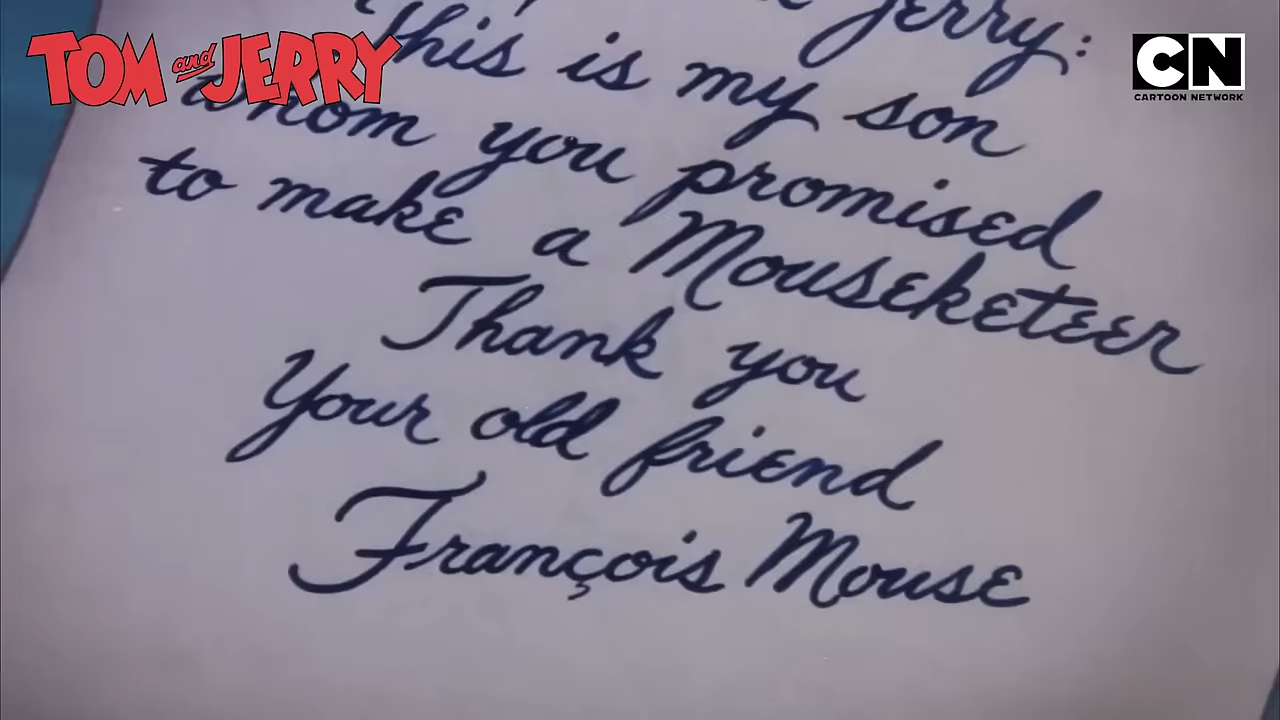 TOM and JERRY
CN
CARTOON NETWORK
Jerry:
This is my son
whom you promised
to make a Mouseketeer
Thank you
Your old friend
François Mouse